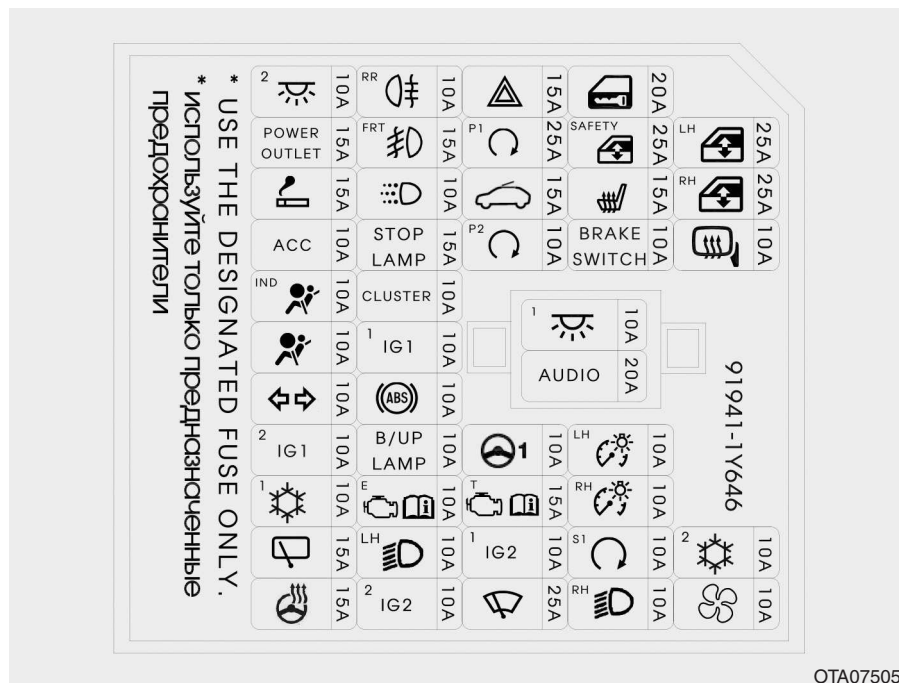 * USE THE DESIGNATED FUSE ONLY.
* используйте только предназначенные
предохранители
2 10A
RR 10A
15A
20A
POWER OUTLET 15A
FRT 15A
P1 25A
SAFETY 25A
LH 25A
15A
10A
15A
15A
RH 25A
ACC 10A
STOP LAMP 15A
P2 10A
BRAKE SWITCH 10A
10A
IND 10A
CLUSTER 10A
1 10A
10A
1 IG1 10A
AUDIO 20A
10A
(ABS) 10A
91941-1Y646
2 IG1 10A
B/UP LAMP 10A
1 10A
LH 10A
1 10A
E i 10A
T i 15A
RH 10A
15A
LH 10A
1 IG2 10A
S1 10A
2 10A
15A
2 IG2 10A
25A
RH 10A
10A
OTA07505